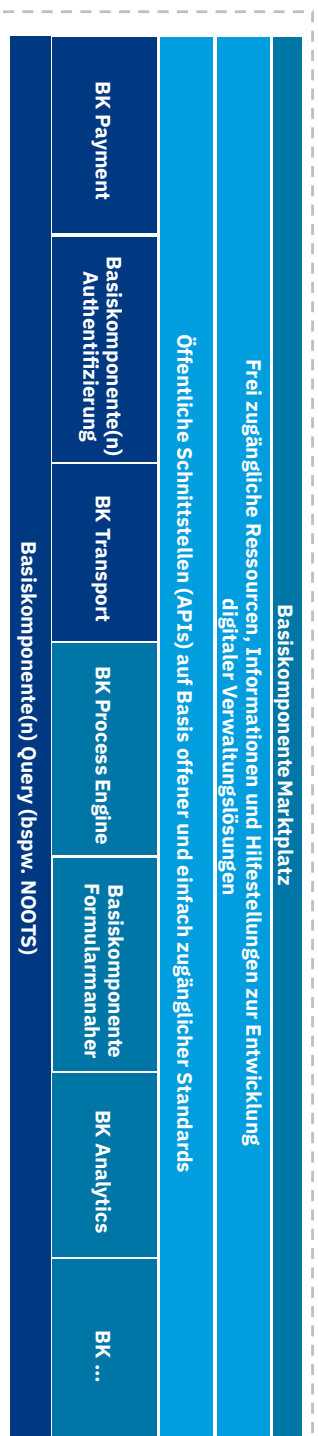 Basiskomponente Marktplatz
Frei zugängliche Ressourcen, Informationen und Hilfestellungen zur Entwicklung
digitaler Verwaltungslösungen
Öffentliche Schnittstellen (APIs) auf Basis offener und einfach zugänglicher Standards
BK Payment
Basiskomponente(n)
Authentifizierung
BK Transport
BK Process Engine
Basiskomponente
Formularmanaher
BK Analytics
BK ...
Basiskomponente(n) Query (bspw. NOOTS)